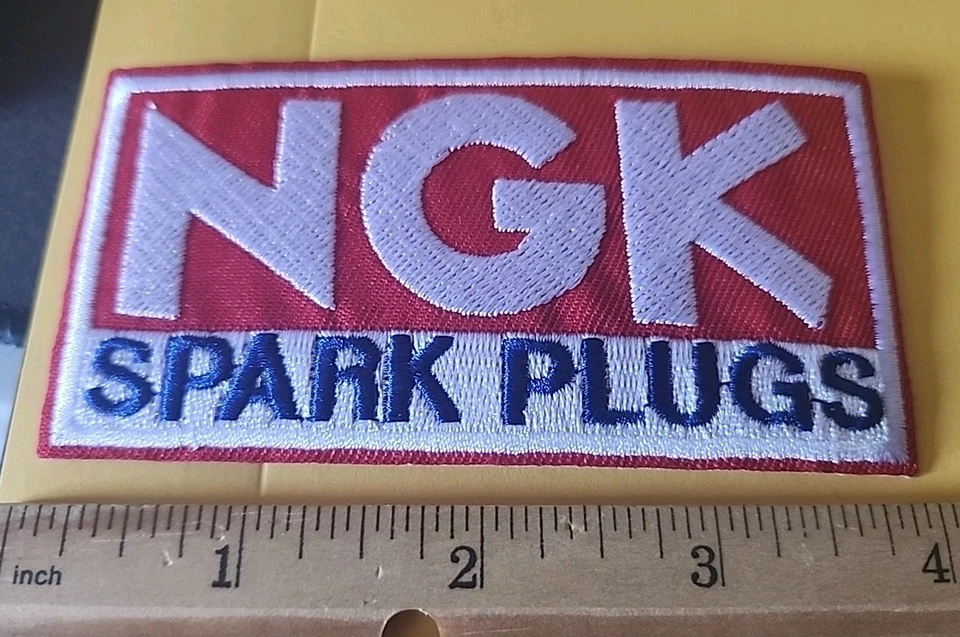 NGK
SPARK PLUGS
1 2 3 4
inch